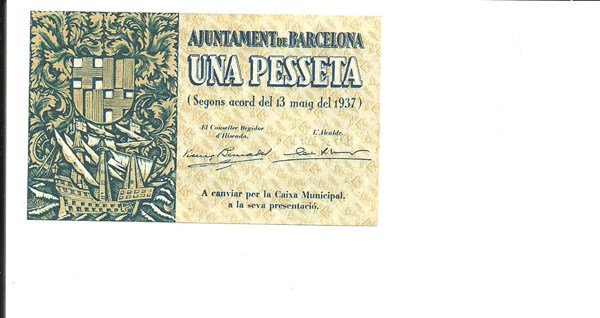 AJUNTAMENT DE BARCELONA
UNA PESSETA
(Segons acord del 13 maig del 1937)
El Conseller Regidor
d'Hisenda.
L'Alcalde.
A canviar per la Caixa Municipal,
a la seva presentació.